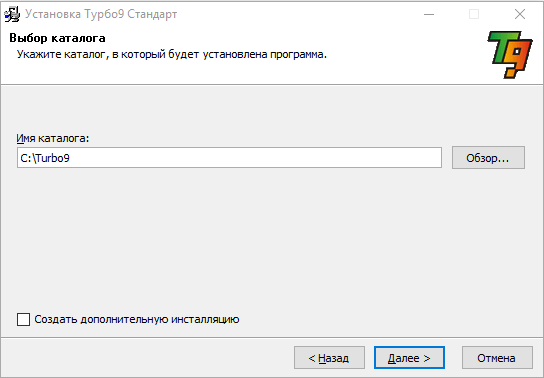 Установка Турбо9 Стандарт
Выбор каталога
Укажите каталог, в который будет установлена программа.
T9
Имя каталога:
C:\Turbo9
Обзор...
Создать дополнительную инсталляцию
< Назад
Далее >
Отмена